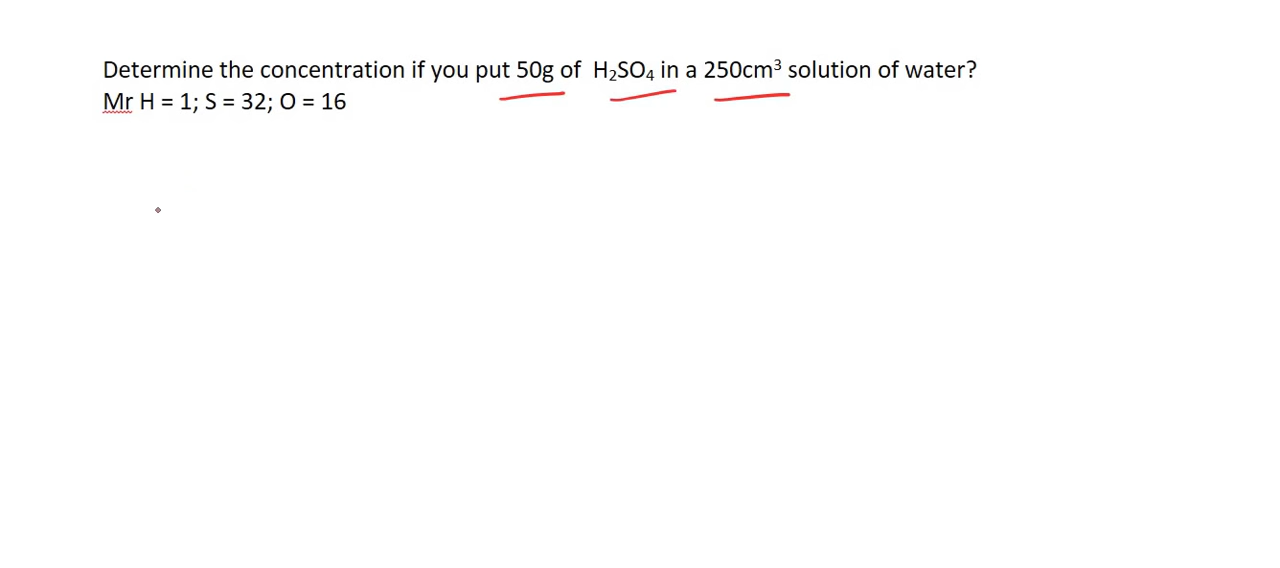 Determine the concentration if you put 50g of  H₂SO₄ in a 250cm³ solution of water?
Mr H = 1; S = 32; O = 16